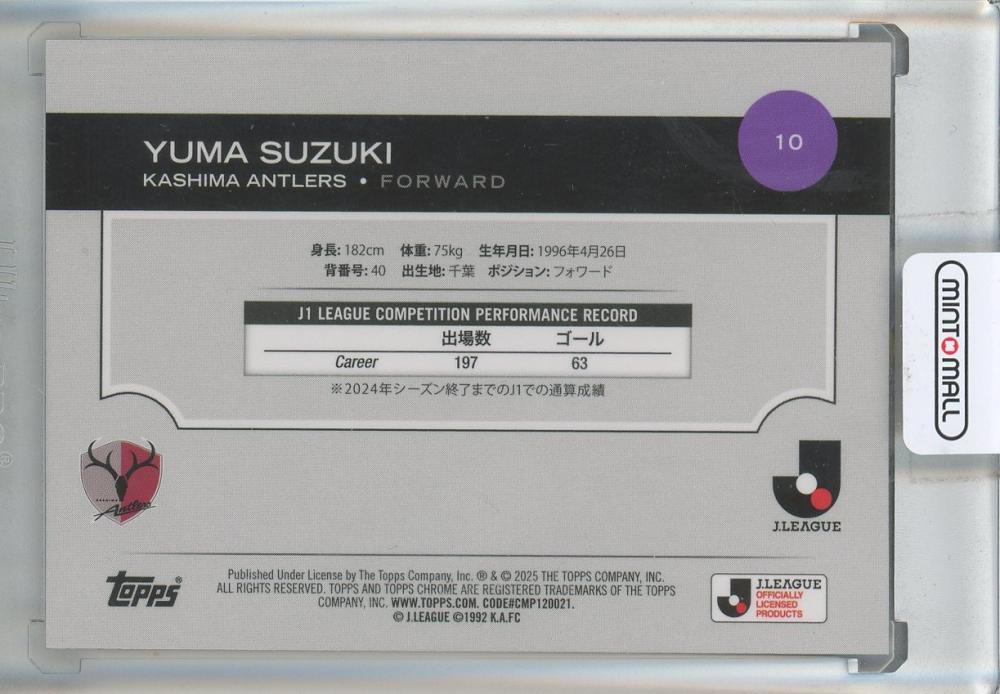 10
YUMA SUZUKI
KASHIMA ANTLERS • FORWARD
身長: 182cm 体重: 75kg 生年月日: 1996年4月26日
背番号: 40 出生地: 千葉 ポジション: フォワード
J1 LEAGUE COMPETITION PERFORMANCE RECORD
出場数 ゴール
Career 197 63
※2024年シーズン終了までのJ1での通算成績
MINT MALL
KASHIMA
Antlers
J.LEAGUE
topps®
Published Under License by The Topps Company, Inc. ® & © 2025 THE TOPPS COMPANY, INC.
ALL RIGHTS RESERVED. TOPPS AND TOPPS CHROME ARE REGISTERED TRADEMARKS OF THE TOPPS
COMPANY, INC. WWW.TOPPS.COM. CODE#CMP120021.
© J.LEAGUE ©1992 K.A.FC
J.LEAGUE
OFFICIALLY
LICENSED
PRODUCTS